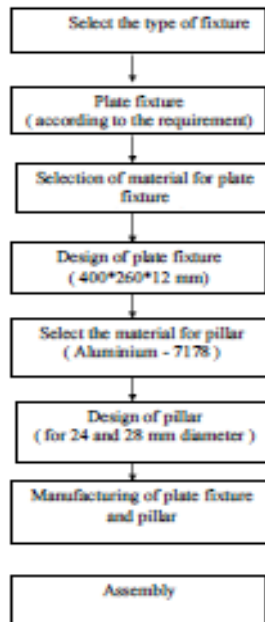 Select the type of fixture
Plate fixture
( according to the requirement)
Selection of material for plate
fixture
Design of plate fixture
( 400*260*12 mm)
Select the material for pillar
( Aluminium - 7178 )
Design of pillar
( for 24 and 28 mm diameter )
Manufacturing of plate fixture
and pillar
Assembly